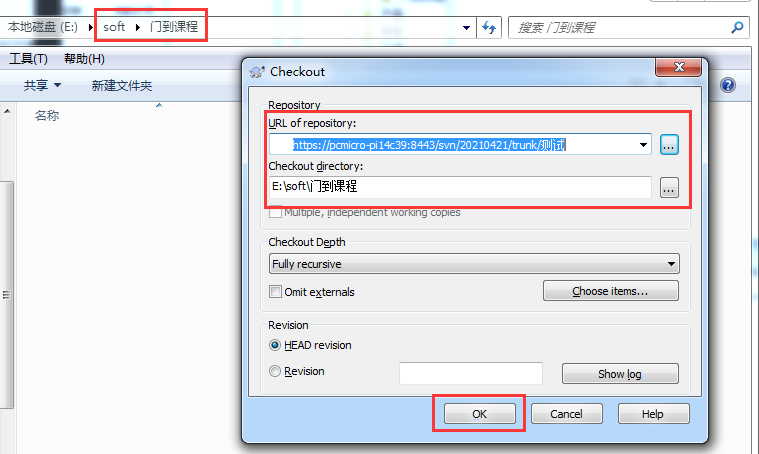 本地磁盘 (E:) soft 门到课程
搜索 门到课程
工具(T) 帮助(H)
共享 新建文件夹
名称
Checkout
Repository
URL of repository:
https://pcmicro-pi14c39:8443/svn/20210421/trunk/测试
...
Checkout directory:
E:\soft\门到课程
...
Multiple, independent working copies
Checkout Depth
Fully recursive
Omit externals
Choose items...
Revision
HEAD revision
Revision
Show log
OK Cancel Help